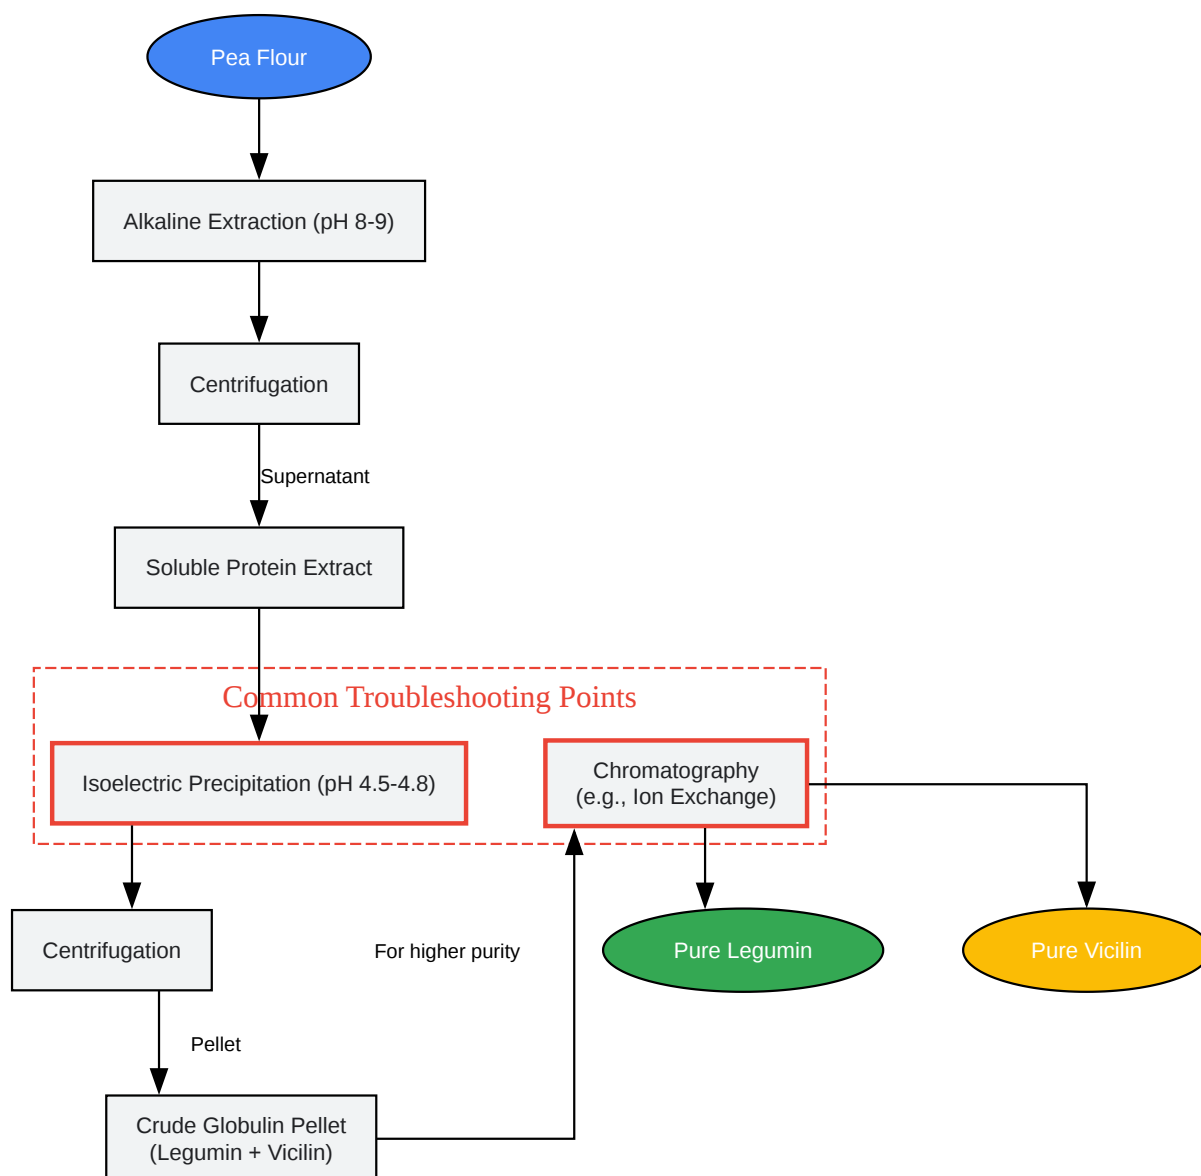 Pea Flour
Alkaline Extraction (pH 8-9)
Centrifugation
Supernatant
Soluble Protein Extract
Common Troubleshooting Points
Isoelectric Precipitation (pH 4.5-4.8)
Chromatography
(e.g., Ion Exchange)
Centrifugation
For higher purity
Pure Legumin
Pure Vicilin
Pellet
Crude Globulin Pellet
(Legumin + Vicilin)